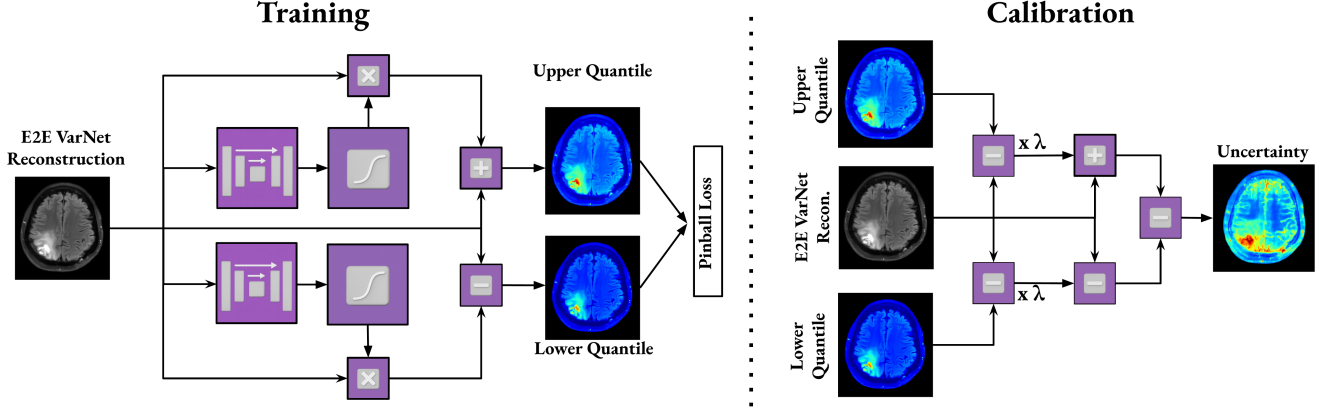 Training
E2E VarNet
Reconstruction
Upper Quantile
Lower Quantile
Pinball Loss
Calibration
Upper
Quantile
E2E VarNet
Recon.
Lower
Quantile
x λ
x λ
Uncertainty